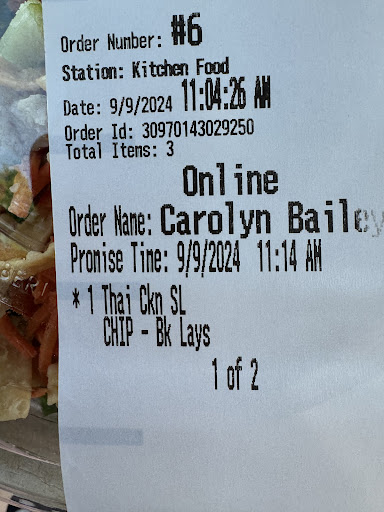 Order Number: #6
Station: Kitchen Food
Date: 9/9/2024 11:04:26 AM
Order Id: 30970143029250
Total Items: 3
Online
Order Name: Carolyn Bailey
Promise Time: 9/9/2024 11:14 AM
* 1 Thai Ckn SL
CHIP - Bk Lays
1 of 2